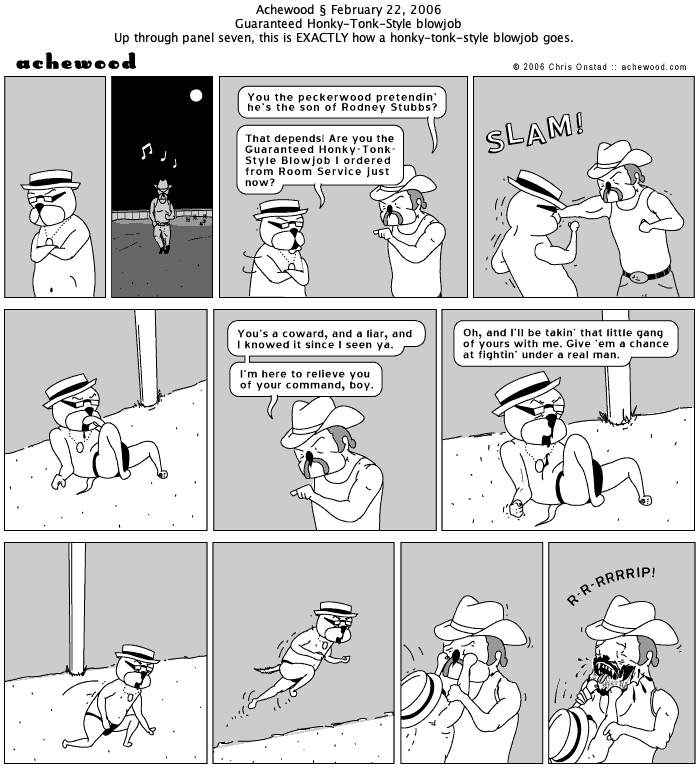 Achewood § February 22, 2006
Guaranteed Honky-Tonk-Style blowjob
Up through panel seven, this is EXACTLY how a honky-tonk-style blowjob goes.
achewood
© 2006 Chris Onstad :: achewood.com
You the peckerwood pretendin'
he's the son of Rodney Stubbs?
That depends! Are you the
Guaranteed Honky-Tonk-
Style Blowjob I ordered
from Room Service just
now?
SLAM!
You's a coward, and a liar, and
I knowed it since I seen ya.
I'm here to relieve you
of your command, boy.
Oh, and I'll be takin' that little gang
of yours with me. Give 'em a chance
at fightin' under a real man.
R-R-RRRRIP!